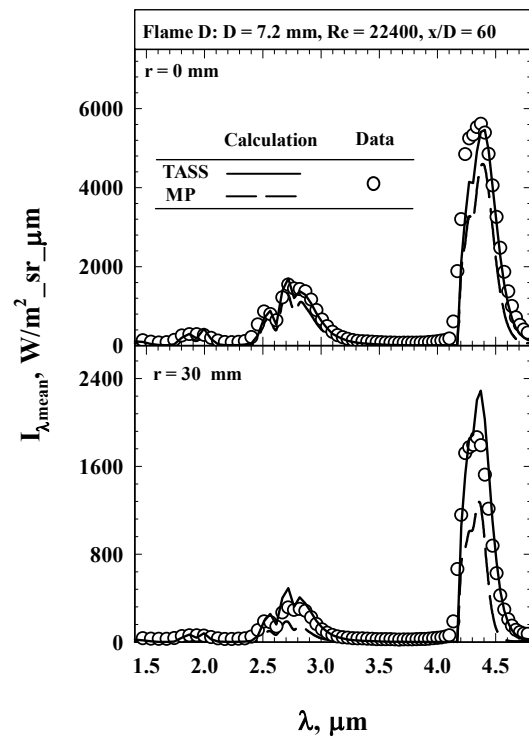 Flame D: D = 7.2 mm, Re = 22400, x/D = 60
r = 0 mm
6000
4000
2000
0
Calculation Data
TASS
MP
I_λmean, W/m²_sr_μm
r = 30 mm
2400
1600
800
0
1.5 2.0 2.5 3.0 3.5 4.0 4.5
λ, μm